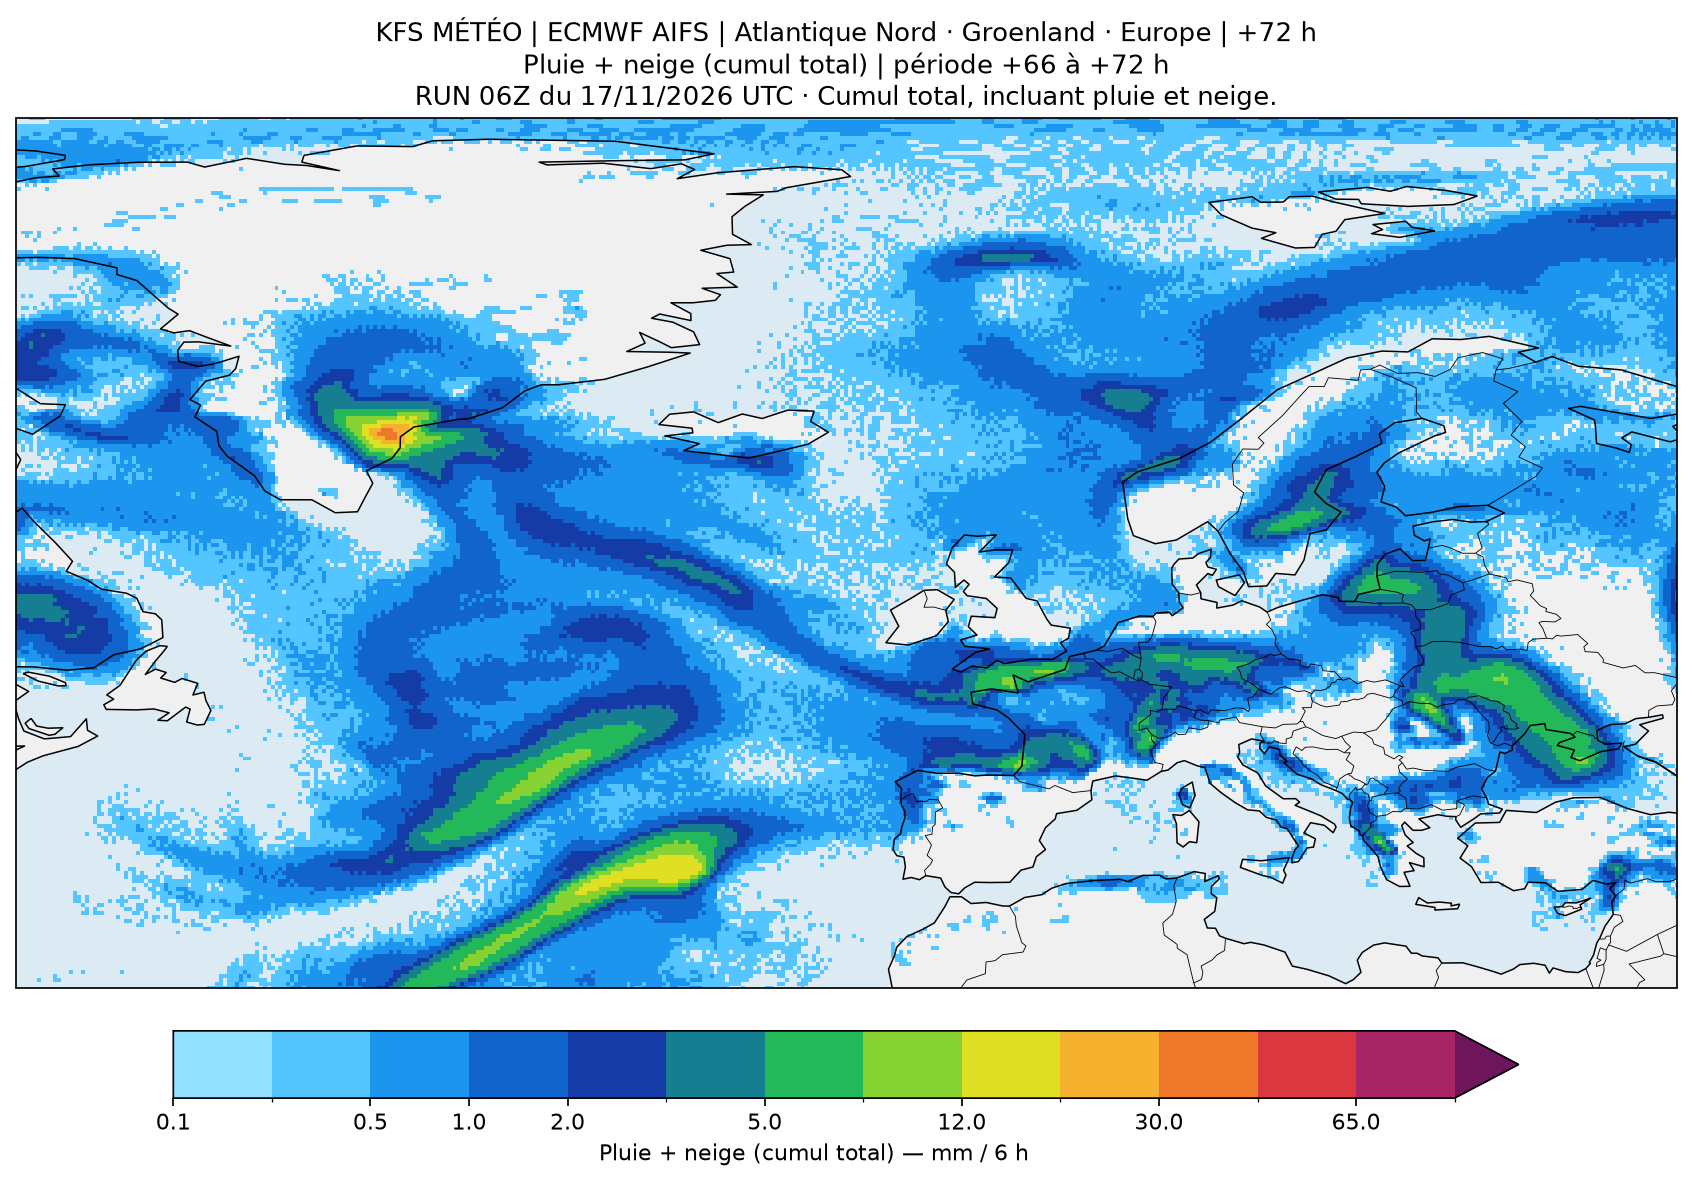 KFS MÉTÉO | ECMWF AIFS | Atlantique Nord · Groenland · Europe | +72 h
Pluie + neige (cumul total) | période +66 à +72 h
RUN 06Z du 17/11/2026 UTC · Cumul total, incluant pluie et neige.
0.1 0.5 1.0 2.0 5.0 12.0 30.0 65.0
Pluie + neige (cumul total) — mm / 6 h